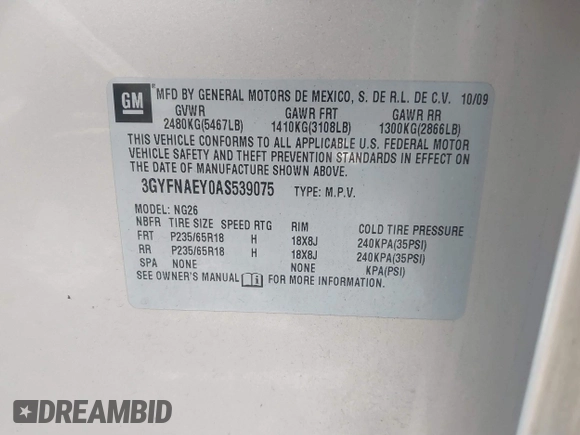 GM
MFD BY GENERAL MOTORS DE MEXICO, S. DE R.L. DE C.V. 10/09
GVWR GAWR FRT GAWR RR
2480KG(5467LB) 1410KG(3108LB) 1300KG(2866LB)
THIS VEHICLE CONFORMS TO ALL APPLICABLE U.S. FEDERAL MOTOR
VEHICLE SAFETY AND THEFT PREVENTION STANDARDS IN EFFECT ON
THE DATE OF MANUFACTURE SHOWN ABOVE.
3GYFNAEY0AS539075 TYPE: M.P.V.
MODEL: NG26
NBFR TIRE SIZE SPEED RTG RIM COLD TIRE PRESSURE
FRT P235/65R18 H 18X8J 240KPA(35PSI)
RR P235/65R18 H 18X8J 240KPA(35PSI)
SPA NONE NONE KPA(PSI)
SEE OWNER'S MANUAL i FOR MORE INFORMATION.
DREAMBID